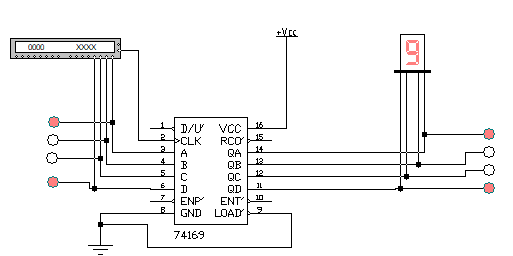 +Vcc
0000 XXXX
9
1 D/U' VCC 16
2 CLK RCO' 15
3 A QA 14
4 B QB 13
5 C QC 12
6 D QD 11
7 ENP' ENT' 10
8 GND LOAD' 9
74169